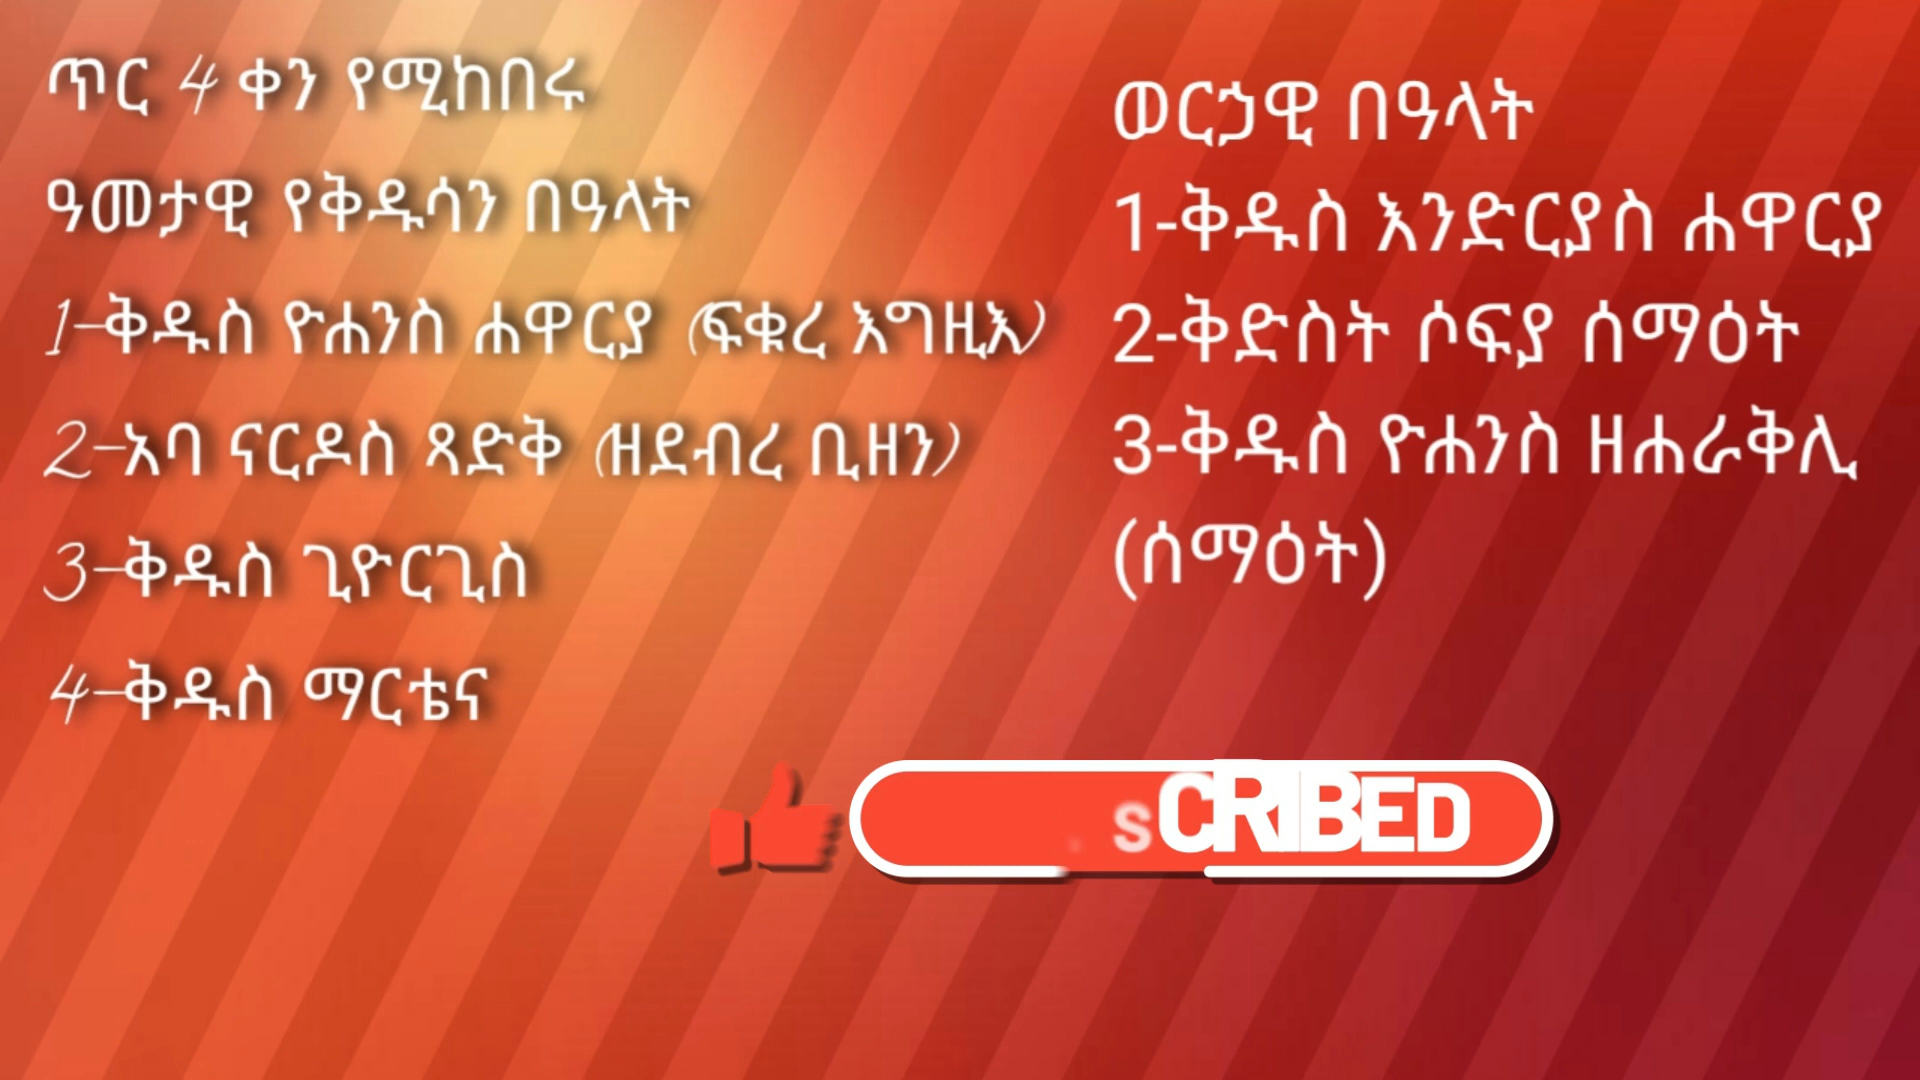 ጥር 4 ቀን የሚከበሩ
ዓመታዊ የቅዱሳን በዓላት
1-ቅዱስ ዮሐንስ ሐዋርያ (ፍቁረ እግዚእ)
2-አባ ናርዶስ ጻድቅ (ዘደብረ ቢዘን)
3-ቅዱስ ጊዮርጊስ
4-ቅዱስ ማርቴና
ወርኃዊ በዓላት
1-ቅዱስ እንድርያስ ሐዋርያ
2-ቅድስት ሶፍያ ሰማዕት
3-ቅዱስ ዮሐንስ ዘሐራቅሊ
(ሰማዕት)
SCRIBED